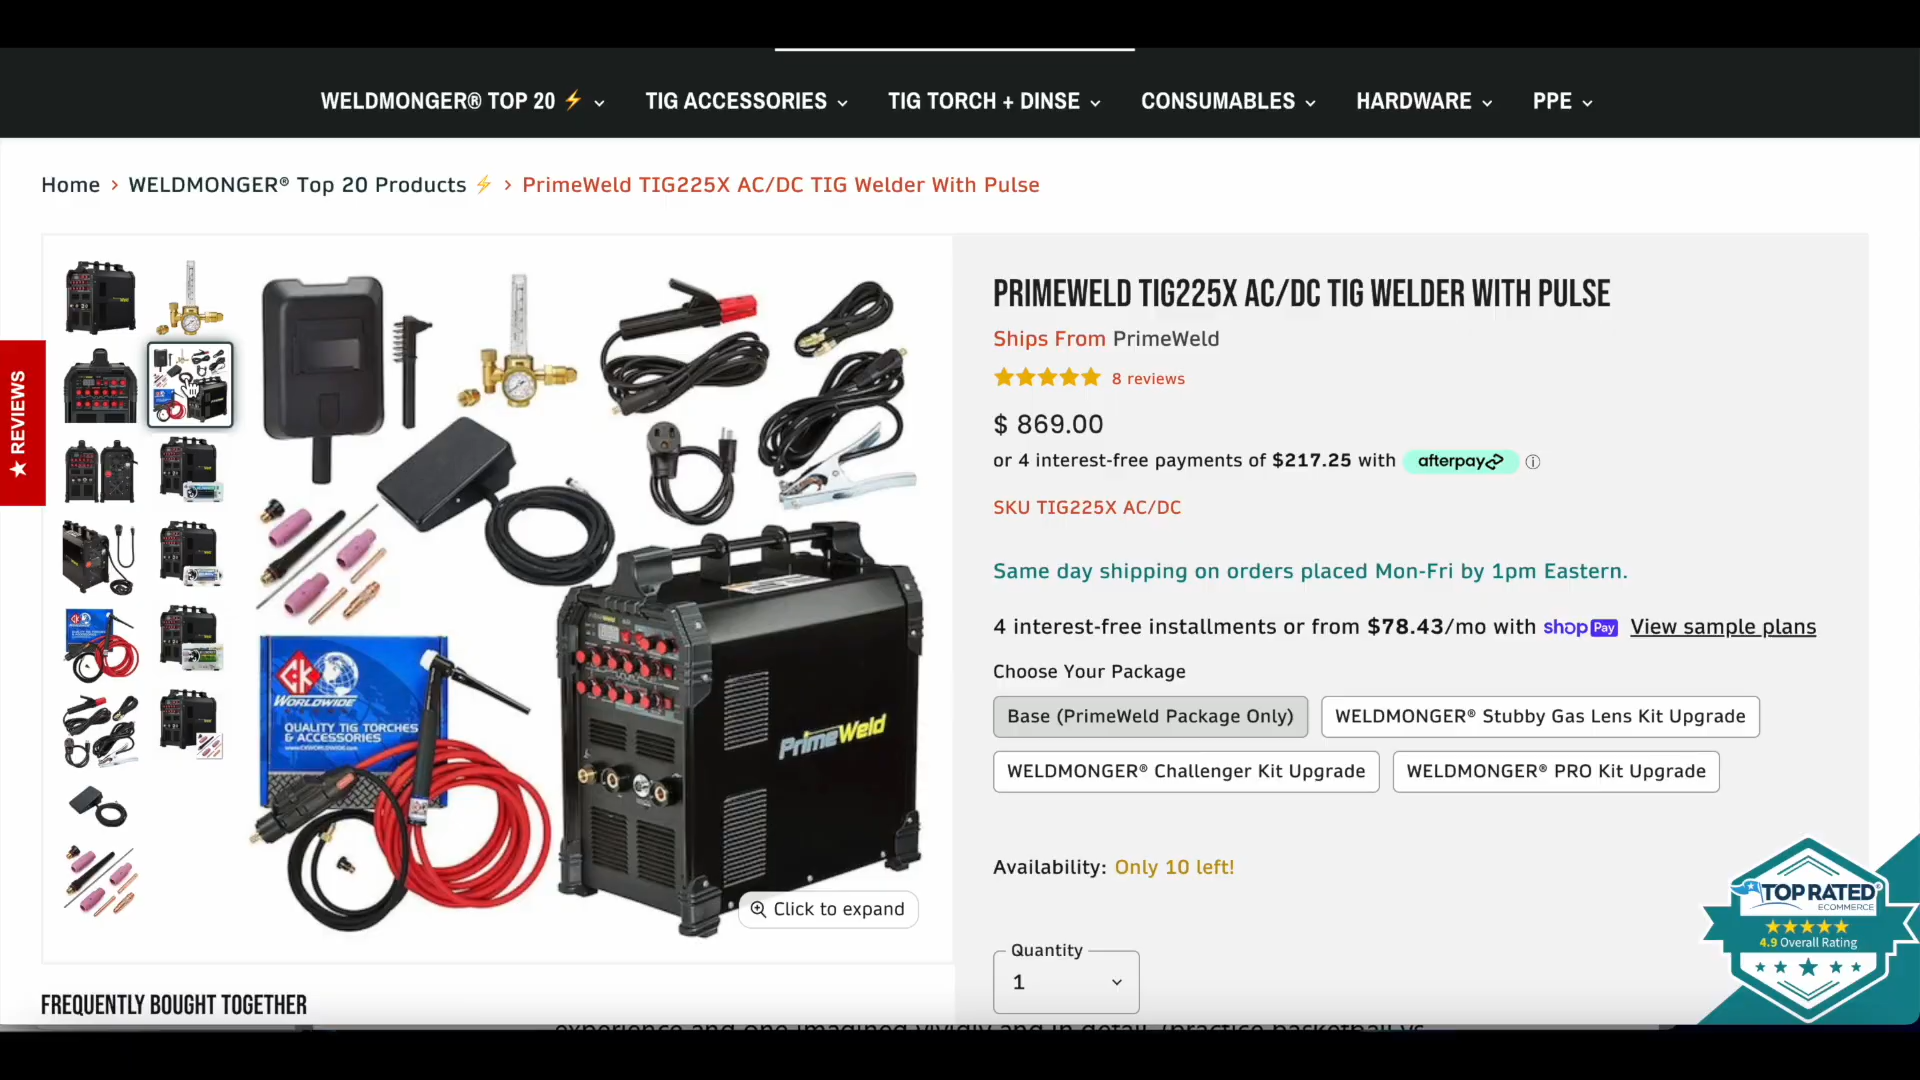 WELDMONGER® TOP 20 ⚡
TIG ACCESSORIES
TIG TORCH + DINSE
CONSUMABLES
HARDWARE
PPE
Home > WELDMONGER® Top 20 Products ⚡ > PrimeWeld TIG225X AC/DC TIG Welder With Pulse
★ REVIEWS
CK
WORLDWIDE
QUALITY TIG TORCHES
& ACCESSORIES
www.CKWORLDWIDE.com
PrimeWeld
Click to expand
PRIMEWELD TIG225X AC/DC TIG WELDER WITH PULSE
Ships From PrimeWeld
8 reviews
$ 869.00
or 4 interest-free payments of $217.25 with afterpay
SKU TIG225X AC/DC
Same day shipping on orders placed Mon-Fri by 1pm Eastern.
4 interest-free installments or from $78.43/mo with shop Pay View sample plans
Choose Your Package
Base (PrimeWeld Package Only)
WELDMONGER® Stubby Gas Lens Kit Upgrade
WELDMONGER® Challenger Kit Upgrade
WELDMONGER® PRO Kit Upgrade
Availability: Only 10 left!
Quantity
1
TOP RATED
ECOMMERCE
4.9 Overall Rating
FREQUENTLY BOUGHT TOGETHER